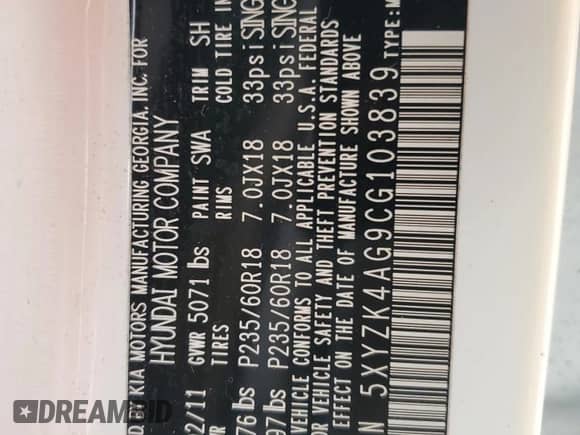 KIA MOTORS MANUFACTURING GEORGIA, INC. FOR
HYUNDAI MOTOR COMPANY
2/11 GVWR 5071 lbs PAINT SWA TRIM SH
WR TIRES RIMS COLD TIRE IN
76 lbs P235/60R18 7.0JX18 33psi SING
97 lbs P235/60R18 7.0JX18 33psi SING
VEHICLE CONFORMS TO ALL APPLICABLE U.S.A. FEDERAL
R VEHICLE SAFETY AND THEFT PREVENTION STANDARDS
EFFECT ON THE DATE OF MANUFACTURE SHOWN ABOVE
N 5XYZK4AG9CG103839 TYPE:M
DREAMBID